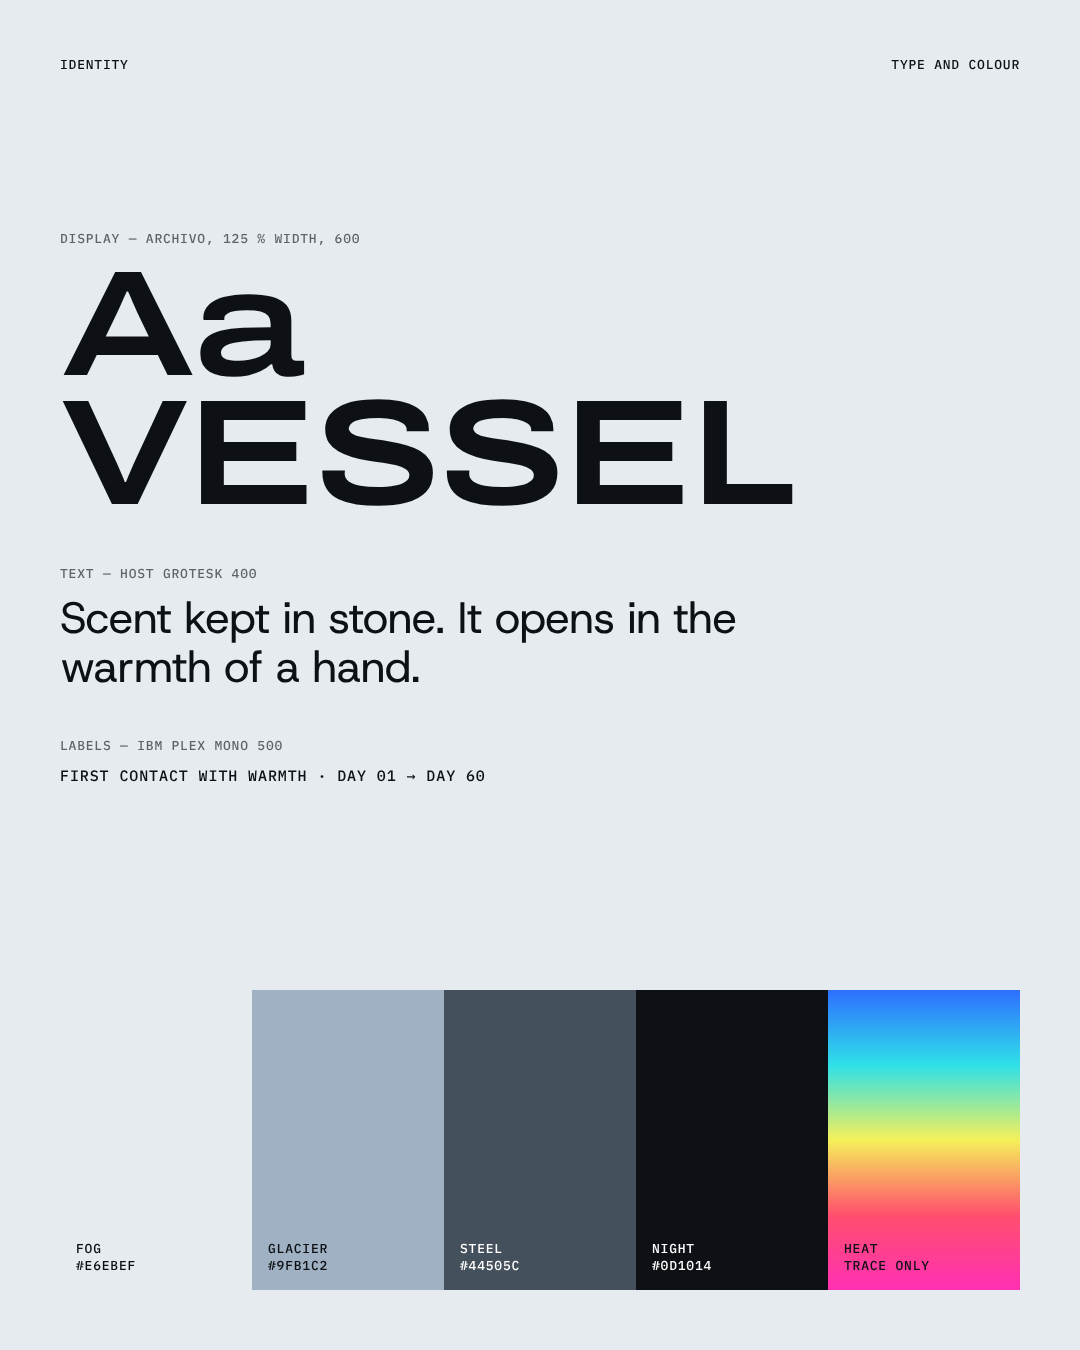 IDENTITY
TYPE AND COLOUR
DISPLAY — ARCHIVO, 125 % WIDTH, 600
Aa
VESSEL
TEXT — HOST GROTESK 400
Scent kept in stone. It opens in the
warmth of a hand.
LABELS — IBM PLEX MONO 500
FIRST CONTACT WITH WARMTH · DAY 01 → DAY 60
FOG
#E6EBEF
GLACIER
#9FB1C2
STEEL
#44505C
NIGHT
#0D1014
HEAT
TRACE ONLY